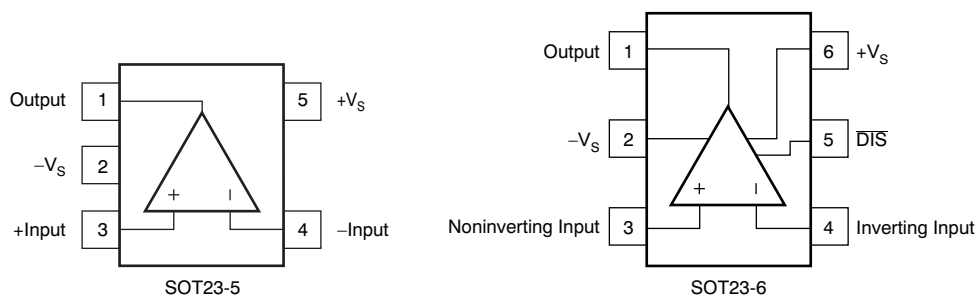 Output 1
5 +VS
−VS 2
+Input 3
4 −Input
+ −
SOT23-5
Output 1
6 +VS
−VS 2
5 DIS
Noninverting Input 3
4 Inverting Input
+ −
SOT23-6